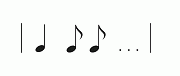 | ♩ ♪ ♪ . . . |